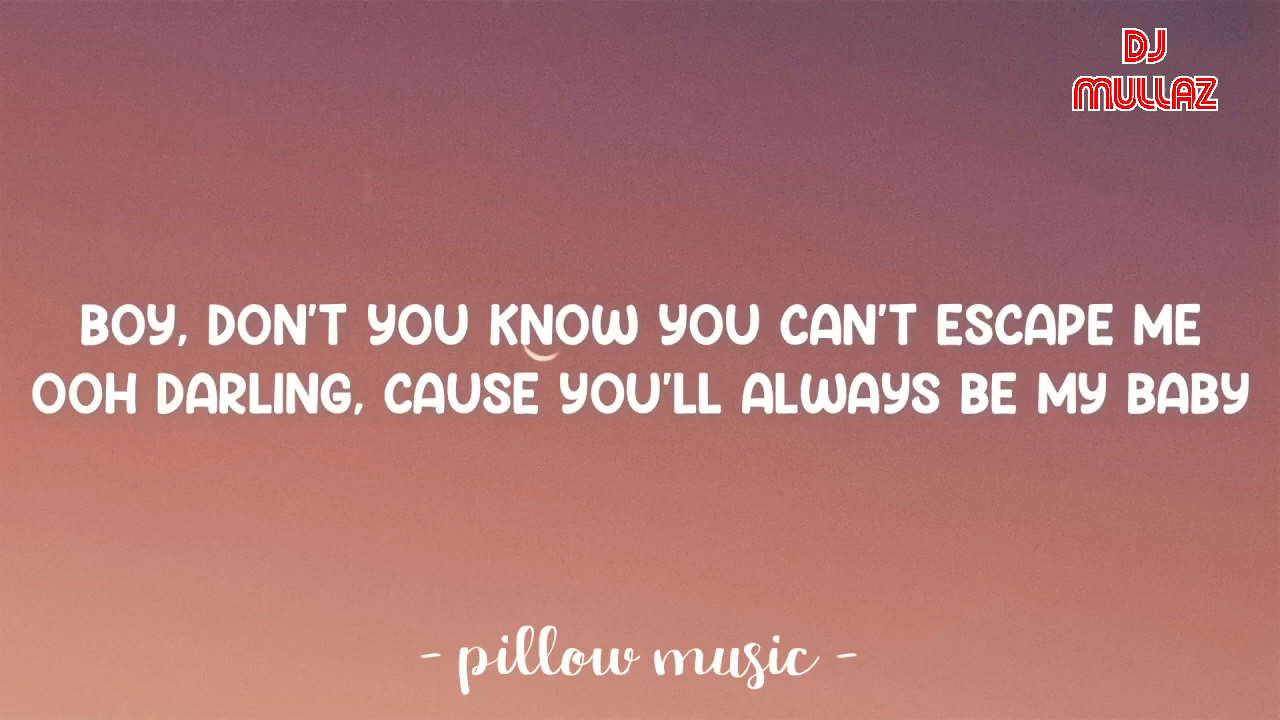 DJ
MULLAZ
BOY, DON'T YOU KNOW YOU CAN'T ESCAPE ME
OOH DARLING, CAUSE YOU'LL ALWAYS BE MY BABY
- pillow music -